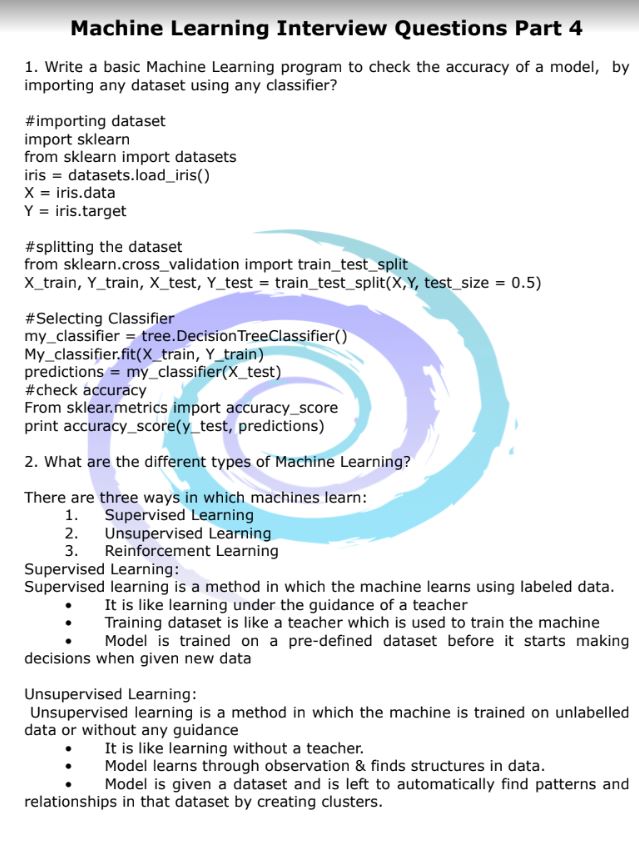 Machine Learning Interview Questions Part 4
1. Write a basic Machine Learning program to check the accuracy of a model, by
importing any dataset using any classifier?
#importing dataset
import sklearn
from sklearn import datasets
iris = datasets.load_iris()
X = iris.data
Y = iris.target
#splitting the dataset
from sklearn.cross_validation import train_test_split
X_train, Y_train, X_test, Y_test = train_test_split(X,Y, test_size = 0.5)
#Selecting Classifier
my_classifier = tree.DecisionTreeClassifier()
My_classifier.fit(X_train, Y_train)
predictions = my_classifier(X_test)
#check accuracy
From sklear.metrics import accuracy_score
print accuracy_score(y_test, predictions)
2. What are the different types of Machine Learning?
There are three ways in which machines learn:
1. Supervised Learning
2. Unsupervised Learning
3. Reinforcement Learning
Supervised Learning:
Supervised learning is a method in which the machine learns using labeled data.
• It is like learning under the guidance of a teacher
• Training dataset is like a teacher which is used to train the machine
• Model is trained on a pre-defined dataset before it starts making
decisions when given new data
Unsupervised Learning:
Unsupervised learning is a method in which the machine is trained on unlabelled
data or without any guidance
• It is like learning without a teacher.
• Model learns through observation & finds structures in data.
• Model is given a dataset and is left to automatically find patterns and
relationships in that dataset by creating clusters.